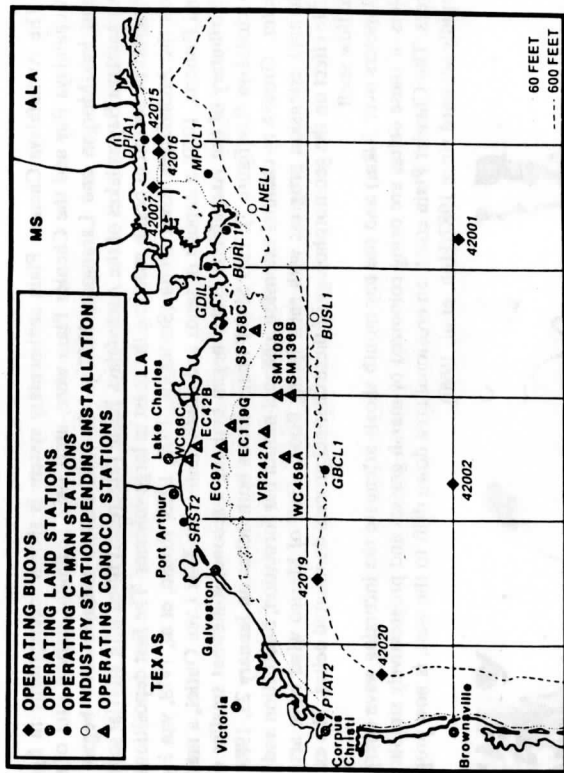 ◆ OPERATING BUOYS
◉ OPERATING LAND STATIONS
● OPERATING C-MAN STATIONS
○ INDUSTRY STATION(PENDING INSTALLATION)
▲ OPERATING CONOCO STATIONS
MS
ALA
LA
TEXAS
DPIA1
42015
42016
42007
MPCL1
LNEL1
BURL1
GDIL1
Lake Charles
WC66C
EC42B
Port Arthur
SRST2
EC97A
EC119G
SS158C
SM108G
SM136B
VR242A
WC459A
BUSL1
GBCL1
42001
42002
Galveston
42019
42020
Victoria
PTAT2
Corpus
Christi
Brownsville
60 FEET
600 FEET